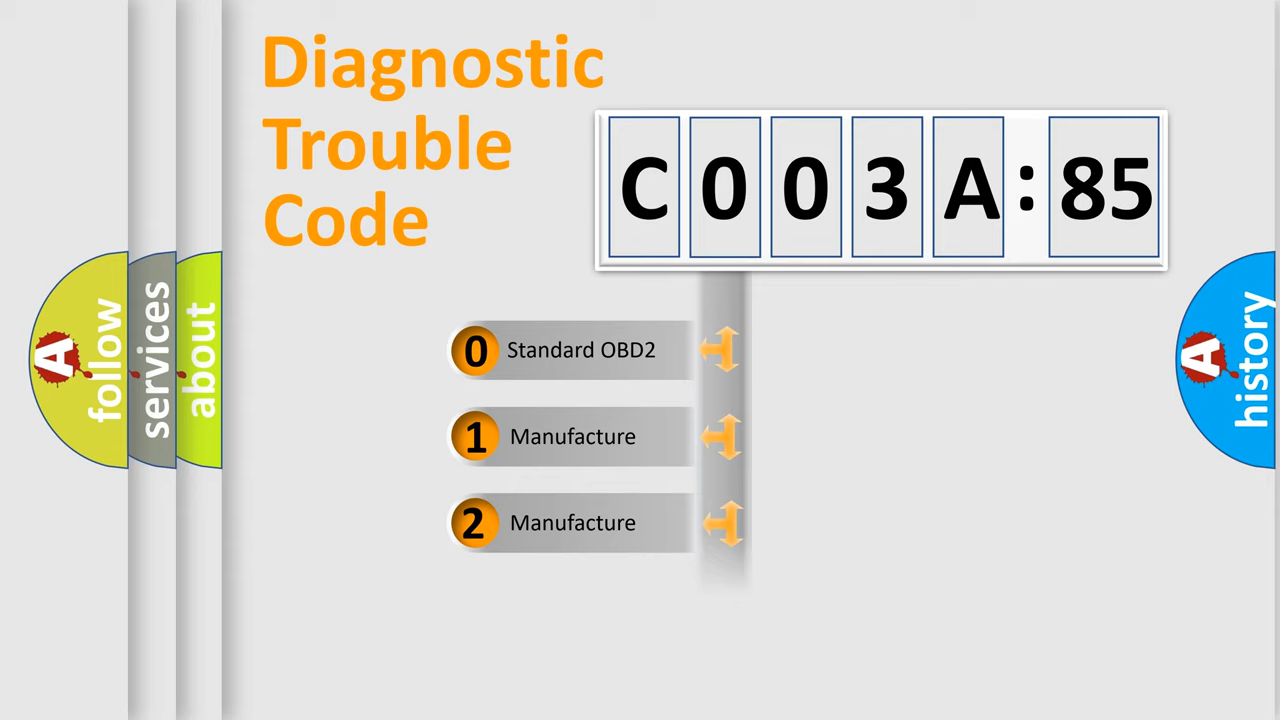 Diagnostic
Trouble
Code
C 0 0 3 A : 85
0 Standard OBD2
1 Manufacture
2 Manufacture
A follow
services
about
A history